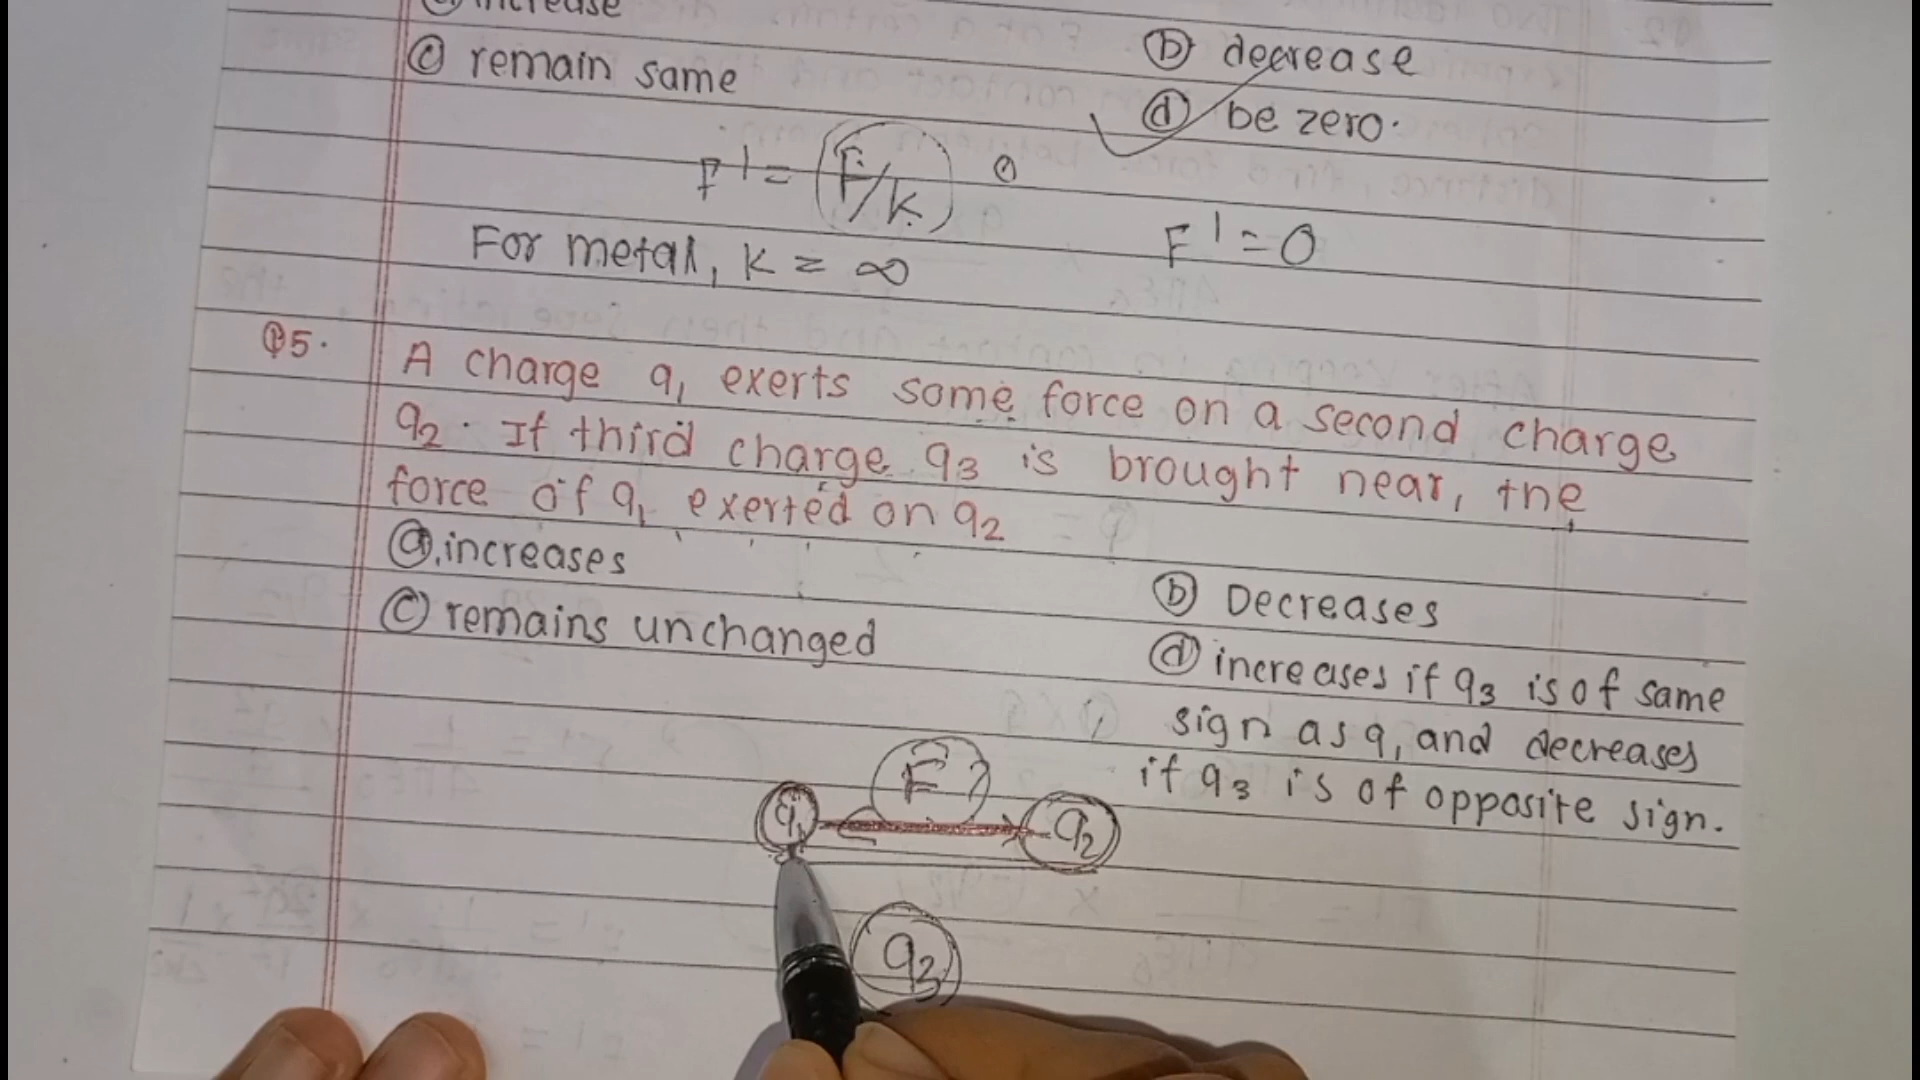 @ increase
ⓑ decrease
ⓒ remain same
ⓓ be zero.
F' = (F/K)
F' = 0
For metal, K = ∞
Q5.
A charge q₁ exerts some force on a second charge
q₂. If third charge q₃ is brought near, the
force of q₁ exerted on q₂
ⓐ increases
ⓑ Decreases
ⓒ remains unchanged
ⓓ increases if q₃ is of same
sign as q₁ and decreases
if q₃ is of opposite sign.
F
q₁
q₂
q₃